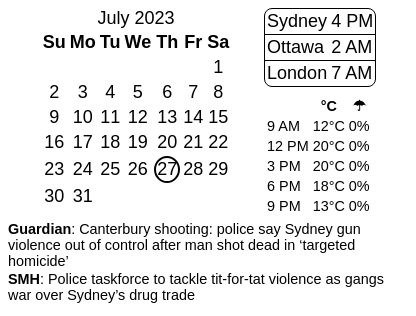 July 2023
Su Mo Tu We Th Fr Sa
1
2 3 4 5 6 7 8
9 10 11 12 13 14 15
16 17 18 19 20 21 22
23 24 25 26 27 28 29
30 31
Sydney 4 PM
Ottawa 2 AM
London 7 AM
°C ☂
9 AM 12°C 0%
12 PM 20°C 0%
3 PM 20°C 0%
6 PM 18°C 0%
9 PM 13°C 0%
Guardian: Canterbury shooting: police say Sydney gun
violence out of control after man shot dead in ‘targeted
homicide’
SMH: Police taskforce to tackle tit-for-tat violence as gangs
war over Sydney’s drug trade